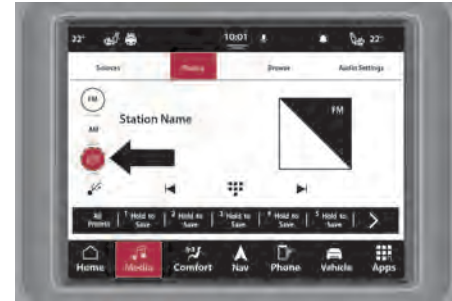 22° 10:01 22°
Sources Media Browse Audio Settings
FM
AM
Station Name
FM
All Presets 1 Hold to Save 2 Hold to Save 3 Hold to Save 4 Hold to Save 5 Hold to Save
Home Media Comfort Nav Phone Vehicle Apps